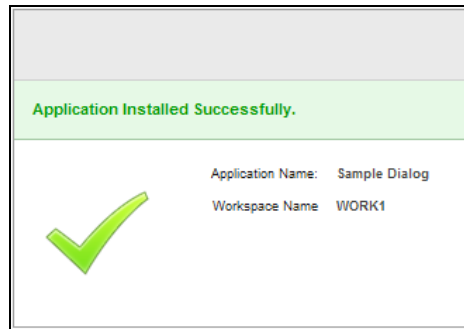 Application Installed Successfully.
Application Name: Sample Dialog
Workspace Name WORK1